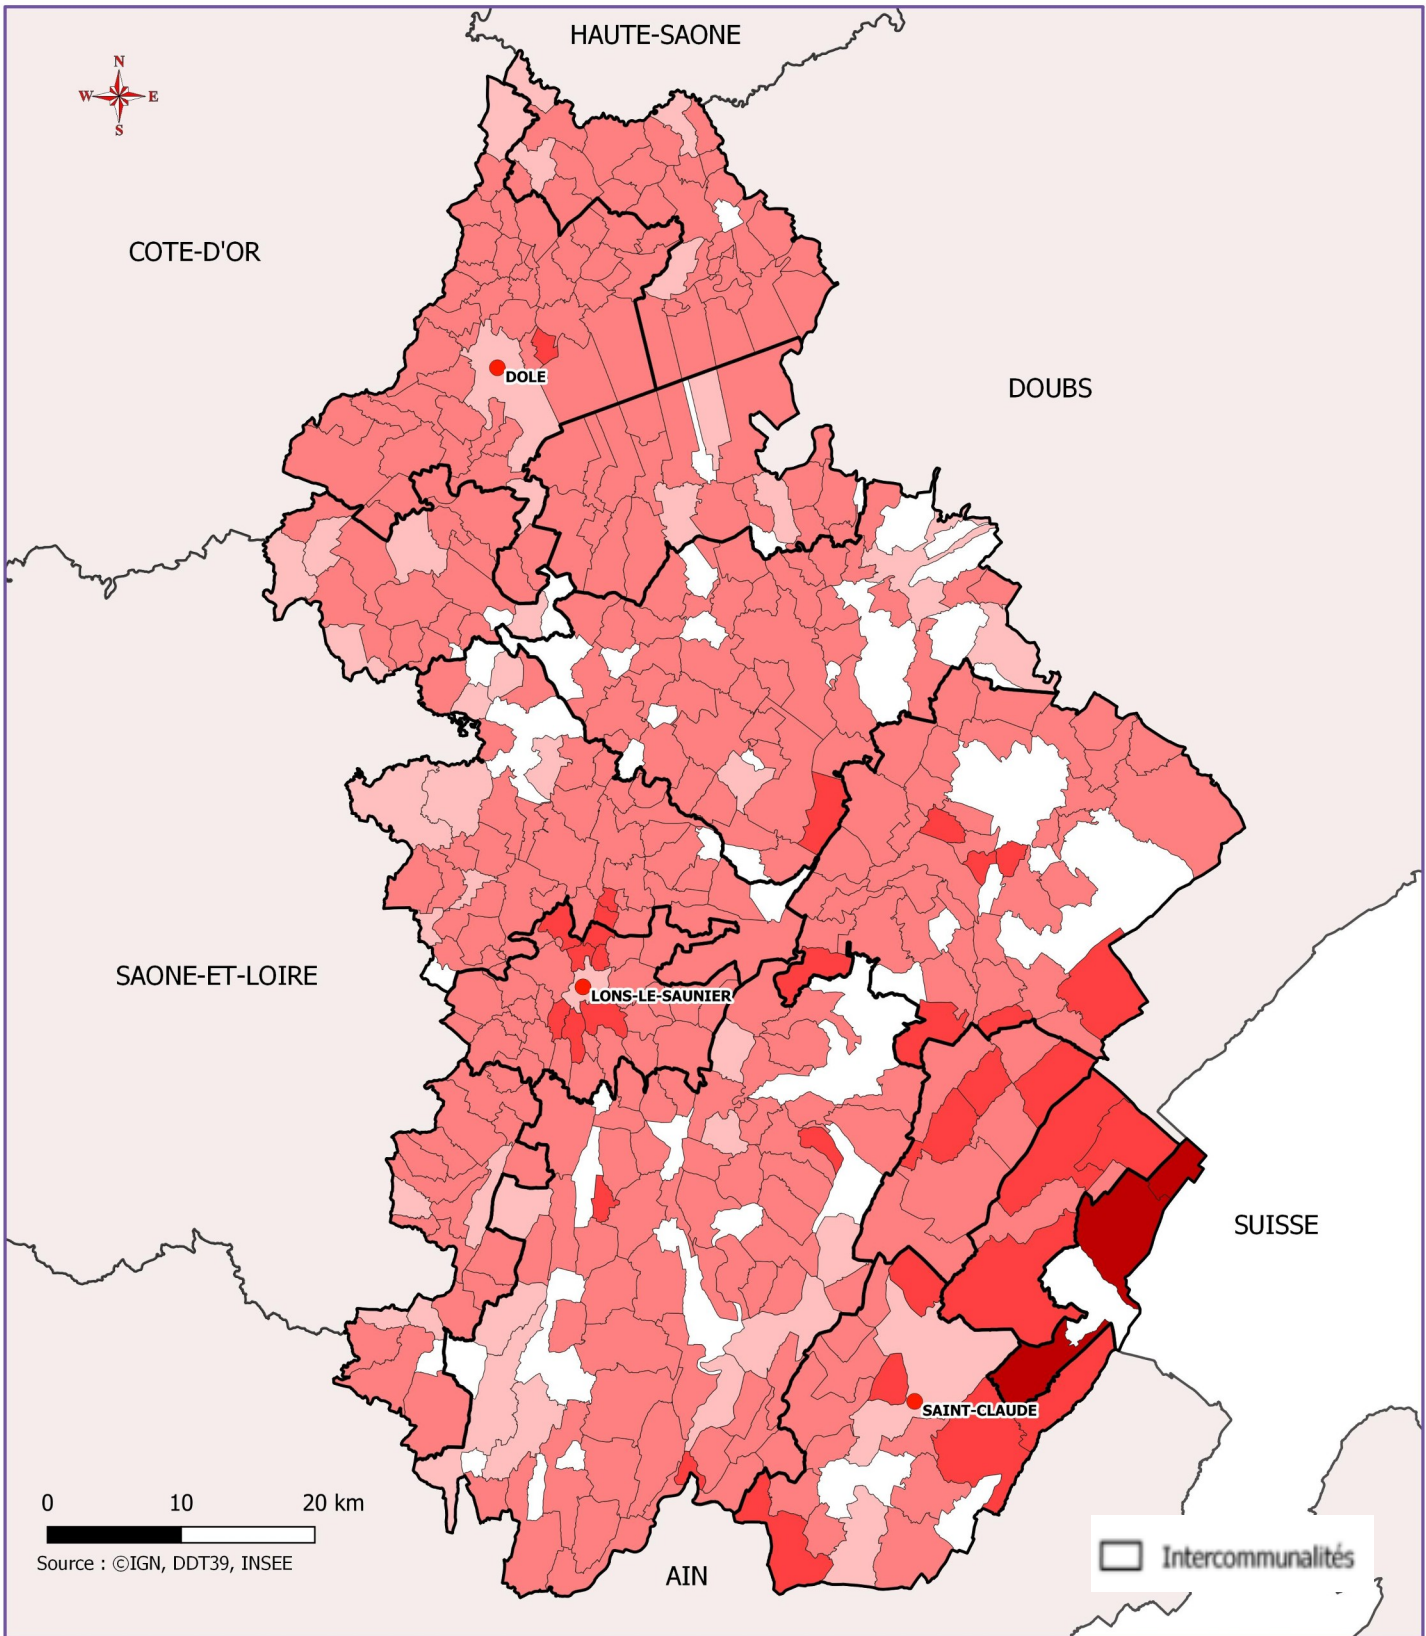 HAUTE-SAONE
N
W E
S
COTE-D'OR
DOLE
DOUBS
SAONE-ET-LOIRE
LONS-LE-SAUNIER
SUISSE
SAINT-CLAUDE
0 10 20 km
Source : ©IGN, DDT39, INSEE
AIN
Intercommunalités